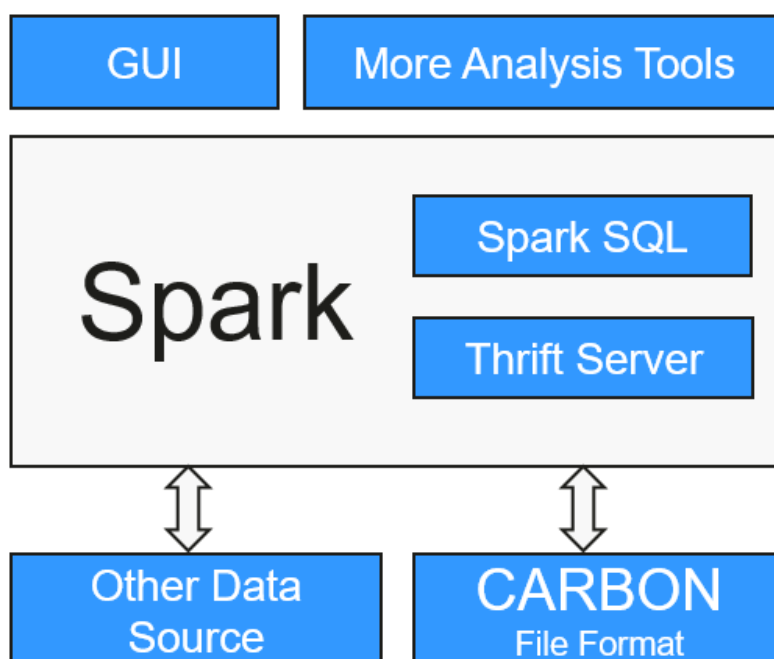 GUI
More Analysis Tools
Spark
Spark SQL
Thrift Server
Other Data
Source
CARBON
File Format